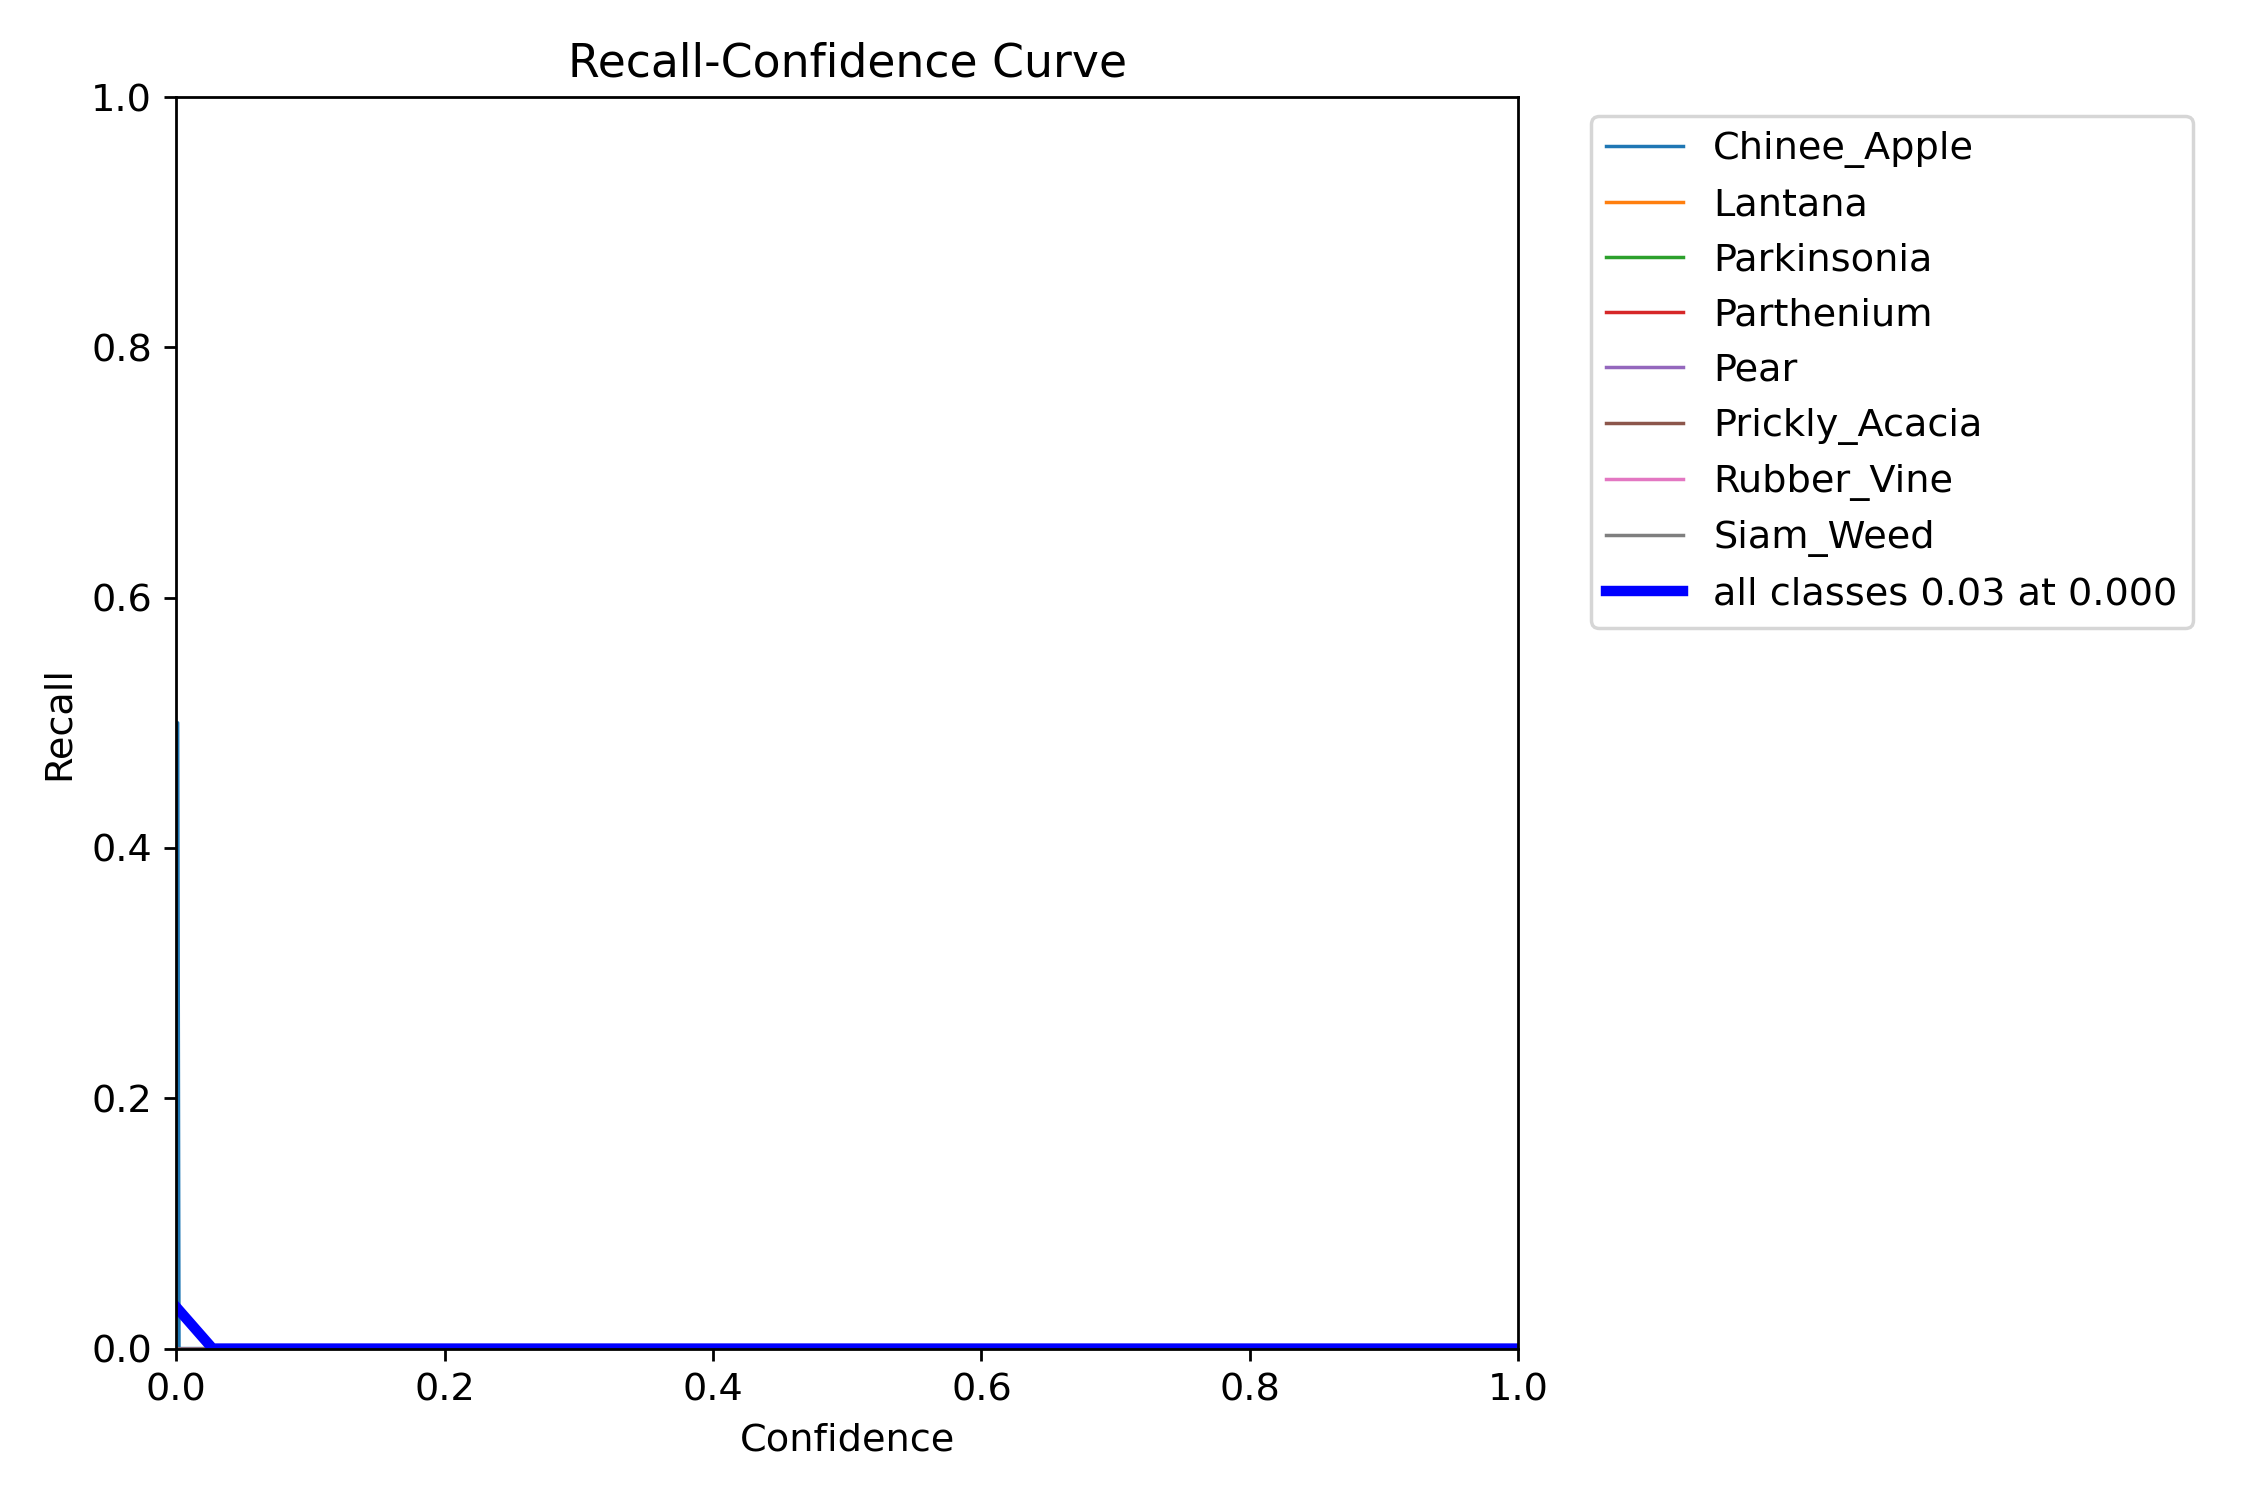 Recall-Confidence Curve
1.0
0.8
0.6
0.4
0.2
0.0
Recall
0.0 0.2 0.4 0.6 0.8 1.0
Confidence
Chinee_Apple
Lantana
Parkinsonia
Parthenium
Pear
Prickly_Acacia
Rubber_Vine
Siam_Weed
all classes 0.03 at 0.000